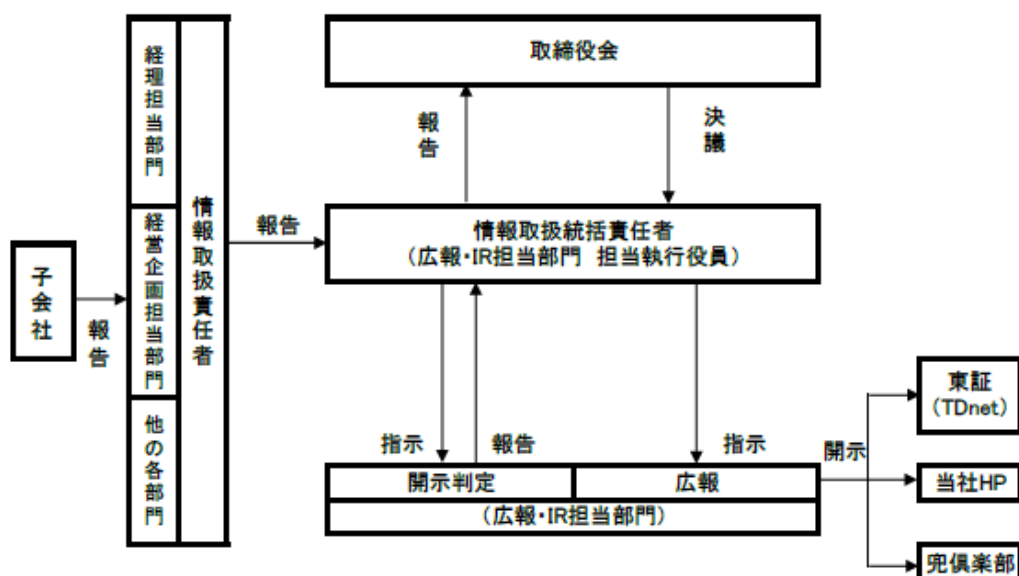 子会社
報告
経理担当部門
経営企画担当部門
他の各部門
情報取扱責任者
報告
取締役会
報告
決議
情報取扱統括責任者
（広報・IR担当部門　担当執行役員）
指示
報告
指示
開示判定
広報
（広報・IR担当部門）
開示
東証
（TDnet）
当社HP
兜倶楽部